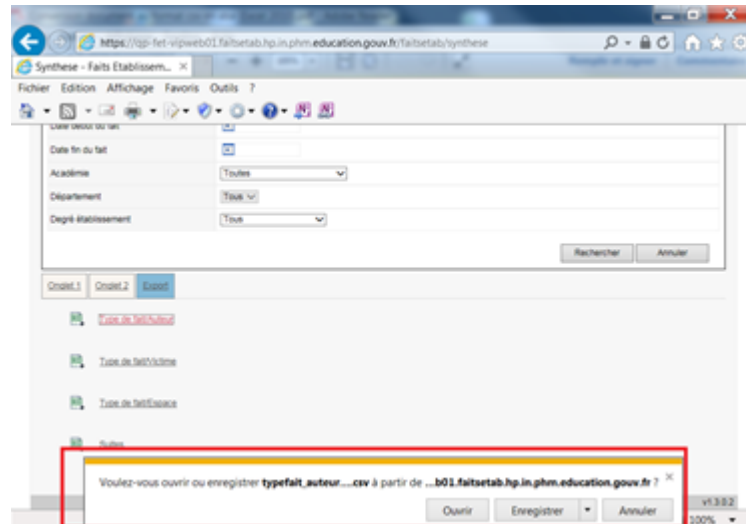 https://qp-fet-vipweb01.faitsetab.hp.in.phm.education.gouv.fr/faitsetab/synthese
Synthese - Faits Etablissem...
Fichier Edition Affichage Favoris Outils ?
Date début du fait
Date fin du fait
Académie Toutes
Département Tous
Degré établissement Tous
Rechercher Annuler
Onglet 1 Onglet 2 Export
Type de fait/Auteur
Type de fait/Victime
Type de fait/Espace
Suites
Voulez-vous ouvrir ou enregistrer typefait_auteur....csv à partir de ...b01.faitsetab.hp.in.phm.education.gouv.fr ?
Ouvrir Enregistrer Annuler
v1.3.0.2
100%